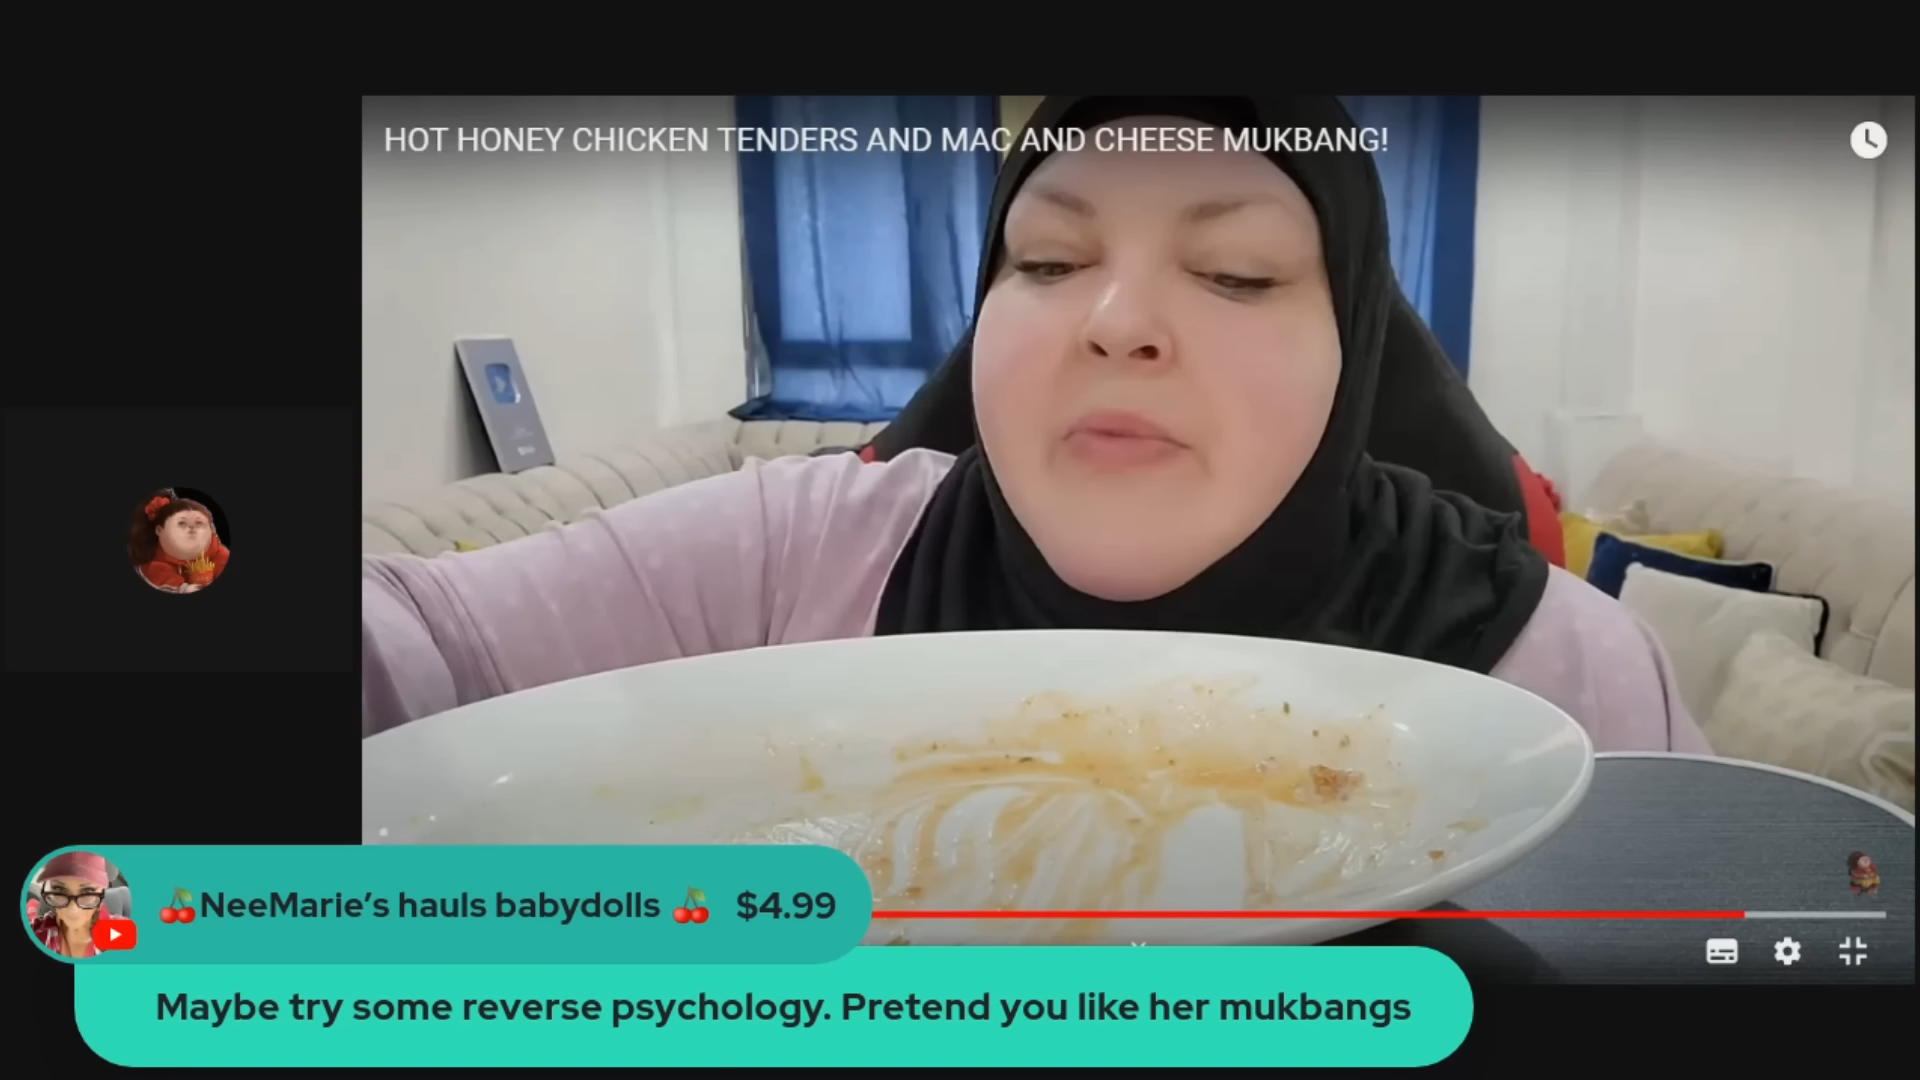 HOT HONEY CHICKEN TENDERS AND MAC AND CHEESE MUKBANG!
🍒NeeMarie’s hauls babydolls 🍒 $4.99
Maybe try some reverse psychology. Pretend you like her mukbangs